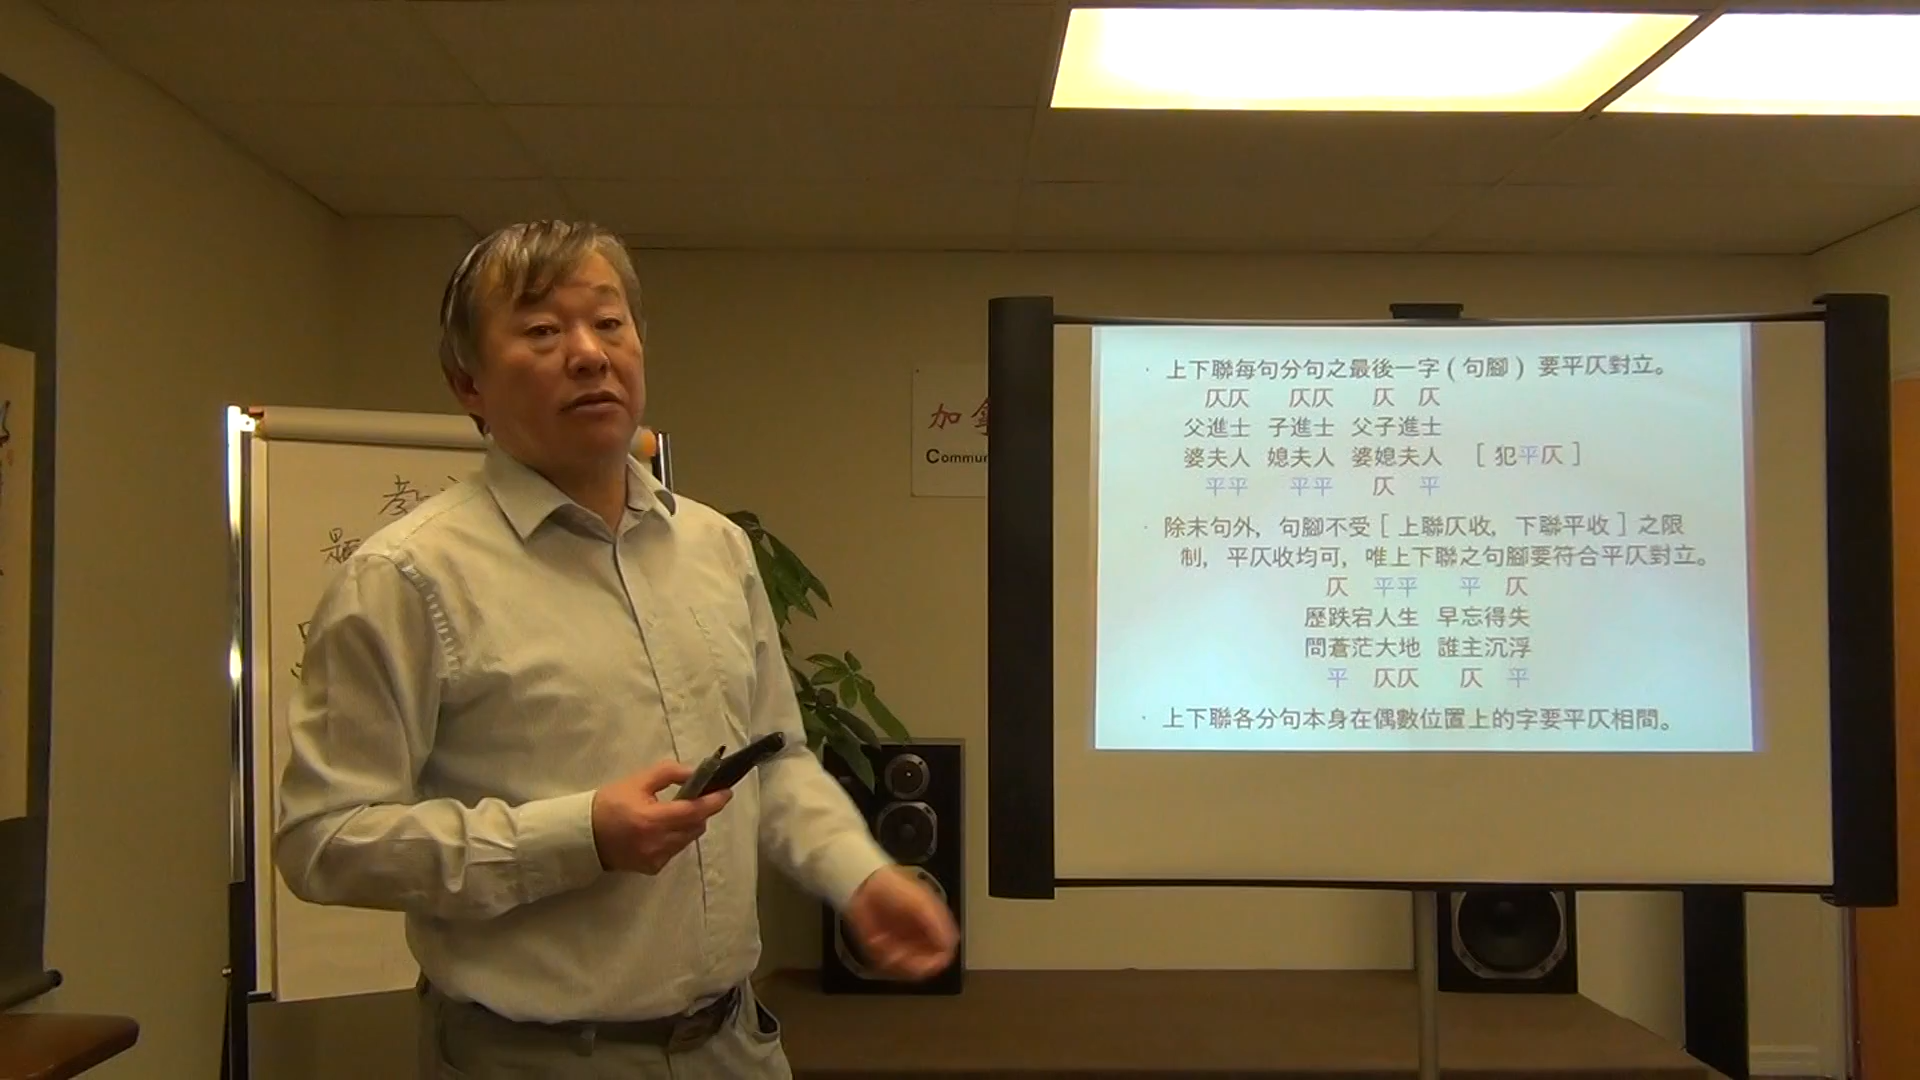 · 上下聯每句分句之最後一字(句腳)要平仄對立。
仄仄 仄仄 仄 仄
父進士 子進士 父子進士
婆夫人 媳夫人 婆媳夫人 [犯平仄]
平平 平平 仄 平
· 除末句外，句腳不受[上聯仄收，下聯平收]之限
制，平仄收均可，唯上下聯之句腳要符合平仄對立。
仄 平平 平 仄
歷跌宕人生 早忘得失
問蒼茫大地 誰主沉浮
平 仄仄 仄 平
· 上下聯各分句本身在偶數位置上的字要平仄相間。
加
Commun
題